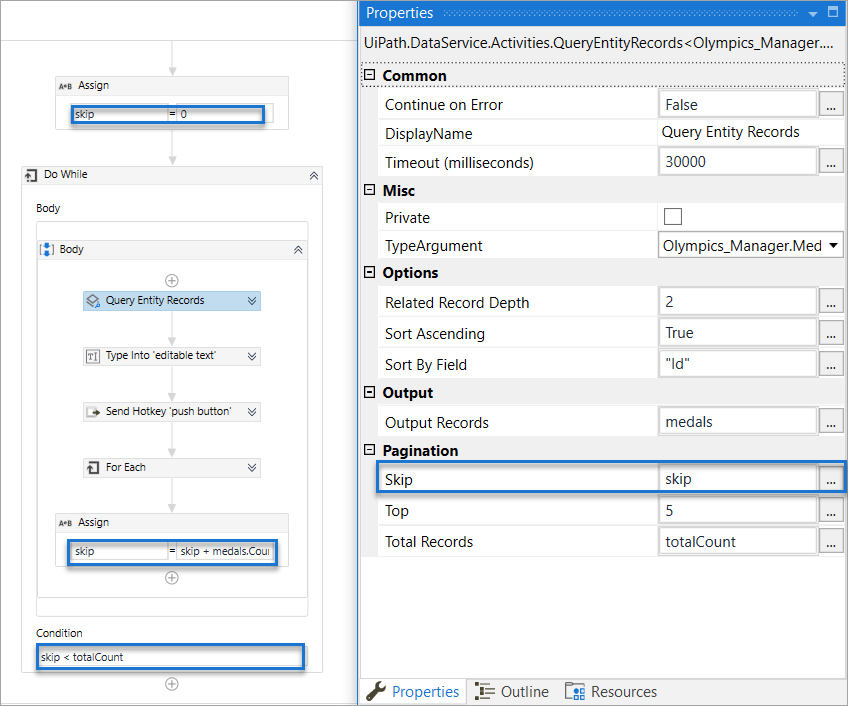 Assign
skip = 0
Do While
Body
Body
Query Entity Records
Type Into 'editable text'
Send Hotkey 'push button'
For Each
Assign
skip = skip + medals.Cou
Condition
skip < totalCount
Properties
UiPath.DataService.Activities.QueryEntityRecords<Olympics_Manager....
Common
Continue on Error False ...
DisplayName Query Entity Records
Timeout (milliseconds) 30000 ...
Misc
Private
TypeArgument Olympics_Manager.Med
Options
Related Record Depth 2 ...
Sort Ascending True ...
Sort By Field "Id" ...
Output
Output Records medals ...
Pagination
Skip skip ...
Top 5 ...
Total Records totalCount ...
Properties Outline Resources